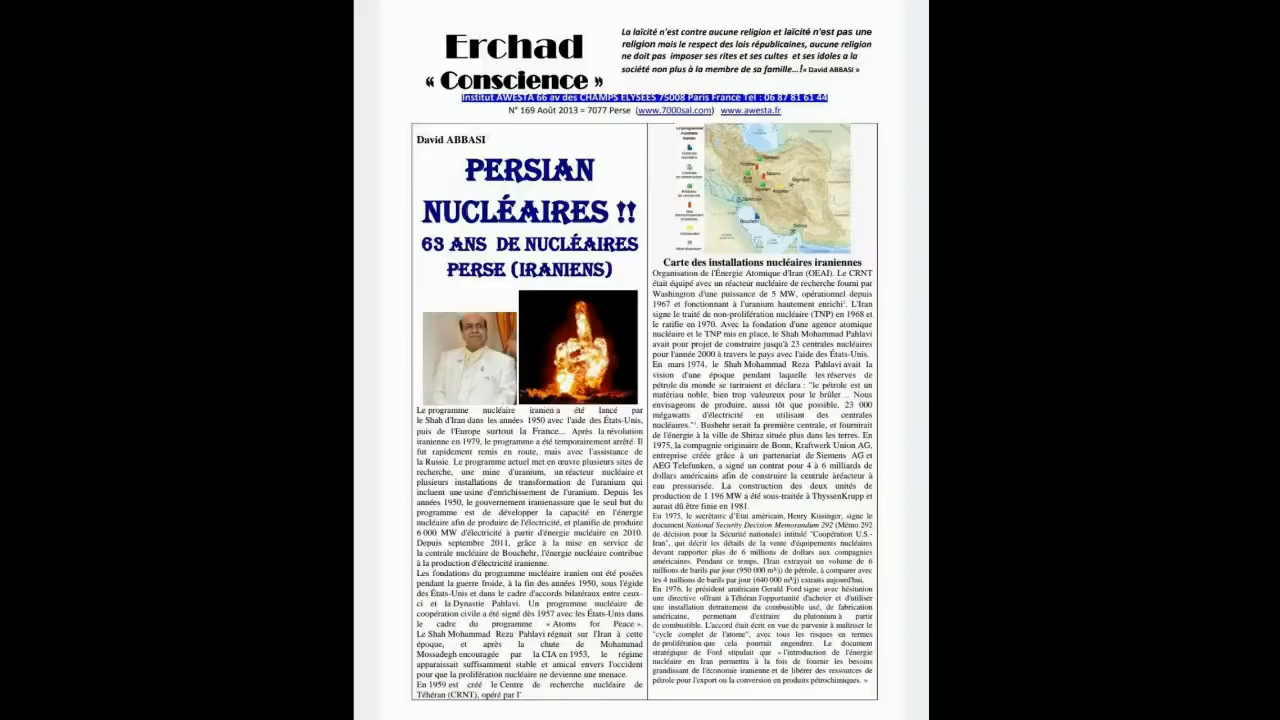 Erchad
« Conscience »
La laïcité n'est contre aucune religion et laïcité n'est pas une
religion mais le respect des lois républicaines, aucune religion
ne doit pas imposer ses rites et ses cultes et ses idoles a la
société non plus à la membre de sa famille...!« David ABBASI »
Institut AWESTA 66 av des CHAMPS ELYSEES 75008 Paris France Tel : 06 87 81 61 44
N° 169 Août 2013 = 7077 Perse (www.7000sal.com) www.awesta.fr
David ABBASI
PERSIAN
NUCLÉAIRES !!
63 ANS DE NUCLÉAIRES
PERSE (IRANIENS)
Le programme nucléaire iranien a été lancé par
le Shah d'Iran dans les années 1950 avec l'aide des États-Unis,
puis de l'Europe surtout la France... Après la révolution
iranienne en 1979, le programme a été temporairement arrêté. Il
fut rapidement remis en route, mais avec l'assistance de
la Russie. Le programme actuel met en œuvre plusieurs sites de
recherche, une mine d'uranium, un réacteur nucléaire et
plusieurs installations de transformation de l'uranium qui
incluent une usine d'enrichissement de l'uranium. Depuis les
années 1950, le gouvernement iranienassure que le seul but du
programme est de développer la capacité en l'énergie
nucléaire afin de produire de l'électricité, et planifie de produire
6 000 MW d'électricité à partir d'énergie nucléaire en 2010.
Depuis septembre 2011, grâce à la mise en service de
la centrale nucléaire de Bouchehr, l'énergie nucléaire contribue
à la production d'électricité iranienne.
Les fondations du programme nucléaire iranien ont été posées
pendant la guerre froide, à la fin des années 1950, sous l'égide
des États-Unis et dans le cadre d'accords bilatéraux entre ceux-
ci et la Dynastie Pahlavi. Un programme nucléaire de
coopération civile a été signé dès 1957 avec les États-Unis dans
le cadre du programme « Atoms for Peace ».
Le Shah Mohammad Reza Pahlavi régnait sur l'Iran à cette
époque, et après la chute de Mohammad
Mossadegh encouragée par la CIA en 1953, le régime
apparaissait suffisamment stable et amical envers l'occident
pour que la prolifération nucléaire ne devienne une menace.
En 1959 est créé le Centre de recherche nucléaire de
Téhéran (CRNT), opéré par l'
Carte des installations nucléaires iraniennes
Organisation de l'Énergie Atomique d'Iran (OEAI). Le CRNT
était équipé avec un réacteur nucléaire de recherche fourni par
Washington d'une puissance de 5 MW, opérationnel depuis
1967 et fonctionnant à l'uranium hautement enrichi². L'Iran
signe le traité de non-prolifération nucléaire (TNP) en 1968 et
le ratifie en 1970. Avec la fondation d'une agence atomique
nucléaire et le TNP mis en place, le Shah Mohammad Pahlavi
avait pour projet de construire jusqu'à 23 centrales nucléaires
pour l'année 2000 à travers le pays avec l'aide des États-Unis.
En mars 1974, le Shah Mohammad Reza Pahlavi avait la
vision d'une époque pendant laquelle les réserves de
pétrole du monde se tariraient et déclara : "le pétrole est un
matériau noble, bien trop valeureux pour le brûler... Nous
envisageons de produire, aussi tôt que possible, 23 000
mégawatts d'électricité en utilisant des centrales
nucléaires." Bushehr serait la première centrale, et fournirait
de l'énergie à la ville de Shiraz située plus dans les terres. En
1975, la compagnie originaire de Bonn, Kraftwerk Union AG,
entreprise créée grâce à un partenariat de Siemens AG et
AEG Telefunken, a signé un contrat pour 4 à 6 milliards de
dollars américains afin de construire la centrale àréacteur à
eau pressurisée. La construction des deux unités de
production de 1 196 MW a été sous-traitée à ThyssenKrupp et
aurait dû être finie en 1981.
En 1975, le secrétaire d'État américain, Henry Kissinger, signe le
document National Security Decision Memorandum 292 (Mémo 292
de décision pour la Sécurité nationale) intitulé "Coopération U.S.-
Iran", qui décrit les détails de la vente d'équipements nucléaires
devant rapporter plus de 6 millions de dollars aux compagnies
américaines. Pendant ce temps, l'Iran extrayait un volume de 6
millions de barils par jour (950 000 m³/j) de pétrole, à comparer avec
les 4 millions de barils par jour (640 000 m³/j) extraits aujourd'hui.
En 1976, le président américain Gerald Ford signe avec hésitation
une directive offrant à Téhéran l'opportunité d'acheter et d'utiliser
une installation detraitement du combustible usé, de fabrication
américaine, permettant d'extraire du plutonium à partir
de combustible. L'accord était écrit en vue de parvenir à maîtriser le
"cycle complet de l'atome", avec tous les risques en termes
de prolifération que cela pourrait engendrer. Le document
stratégique de Ford stipulait que « l'introduction de l'énergie
nucléaire en Iran permettra à la fois de fournir les besoins
grandissant de l'économie iranienne et de libérer des ressources de
pétrole pour l'export ou la conversion en produits pétrochimiques. »